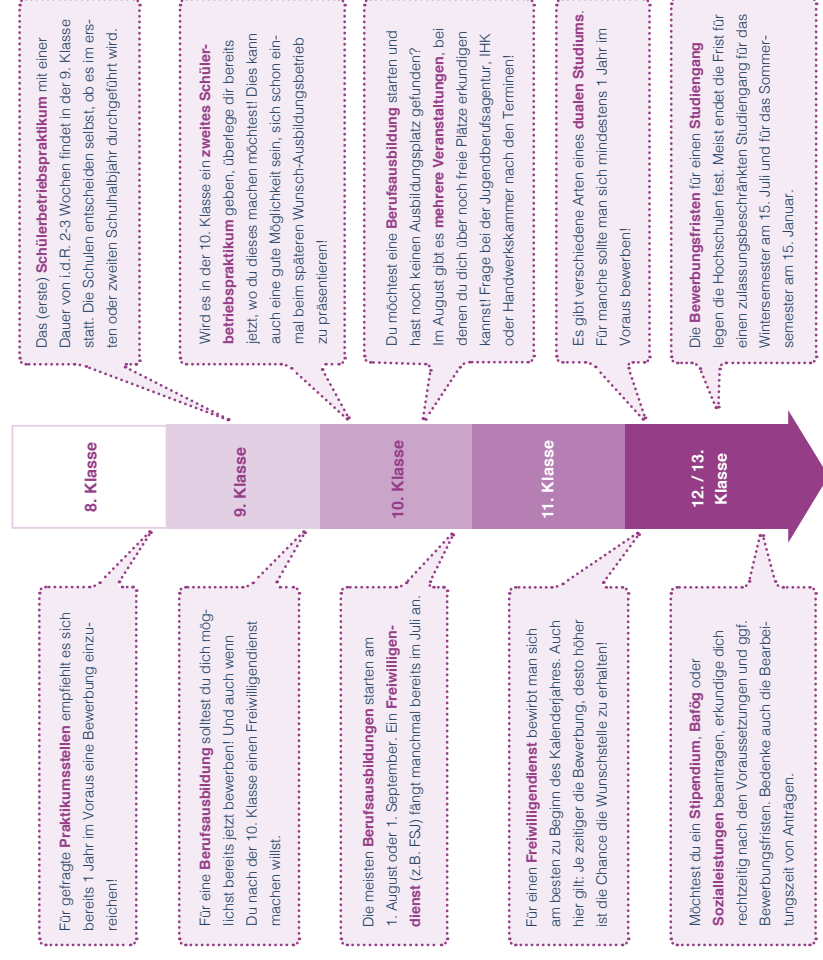 Für gefragte Praktikumsstellen empfiehlt es sich
bereits 1 Jahr im Voraus eine Bewerbung einzu-
reichen!
Für eine Berufsausbildung solltest du dich mög-
lichst bereits jetzt bewerben! Und auch wenn
Du nach der 10. Klasse einen Freiwilligendienst
machen willst.
Die meisten Berufsausbildungen starten am
1. August oder 1. September. Ein Freiwilligen-
dienst (z.B. FSJ) fängt manchmal bereits im Juli an.
Für einen Freiwilligendienst bewirbt man sich
am besten zu Beginn des Kalenderjahres. Auch
hier gilt: Je zeitiger die Bewerbung, desto höher
ist die Chance die Wunschstelle zu erhalten!
Möchtest du ein Stipendium, Bafög oder
Sozialleistungen beantragen, erkundige dich
rechtzeitig nach den Voraussetzungen und ggf.
Bewerbungsfristen. Bedenke auch die Bearbei-
tungszeit von Anträgen.
8. Klasse
9. Klasse
10. Klasse
11. Klasse
12. / 13.
Klasse
Das (erste) Schülerbetriebspraktikum mit einer
Dauer von i.d.R. 2-3 Wochen findet in der 9. Klasse
statt. Die Schulen entscheiden selbst, ob es im ers-
ten oder zweiten Schulhalbjahr durchgeführt wird.
Wird es in der 10. Klasse ein zweites Schüler-
betriebspraktikum geben, überlege dir bereits
jetzt, wo du dieses machen möchtest! Dies kann
auch eine gute Möglichkeit sein, sich schon ein-
mal beim späteren Wunsch-Ausbildungsbetrieb
zu präsentieren!
Du möchtest eine Berufsausbildung starten und
hast noch keinen Ausbildungsplatz gefunden?
Im August gibt es mehrere Veranstaltungen, bei
denen du dich über noch freie Plätze erkundigen
kannst! Frage bei der Jugendberufsagentur, IHK
oder Handwerkskammer nach den Terminen!
Es gibt verschiedene Arten eines dualen Studiums.
Für manche sollte man sich mindestens 1 Jahr im
Voraus bewerben!
Die Bewerbungsfristen für einen Studiengang
legen die Hochschulen fest. Meist endet die Frist für
einen zulassungsbeschränkten Studiengang für das
Wintersemester am 15. Juli und für das Sommer-
semester am 15. Januar.